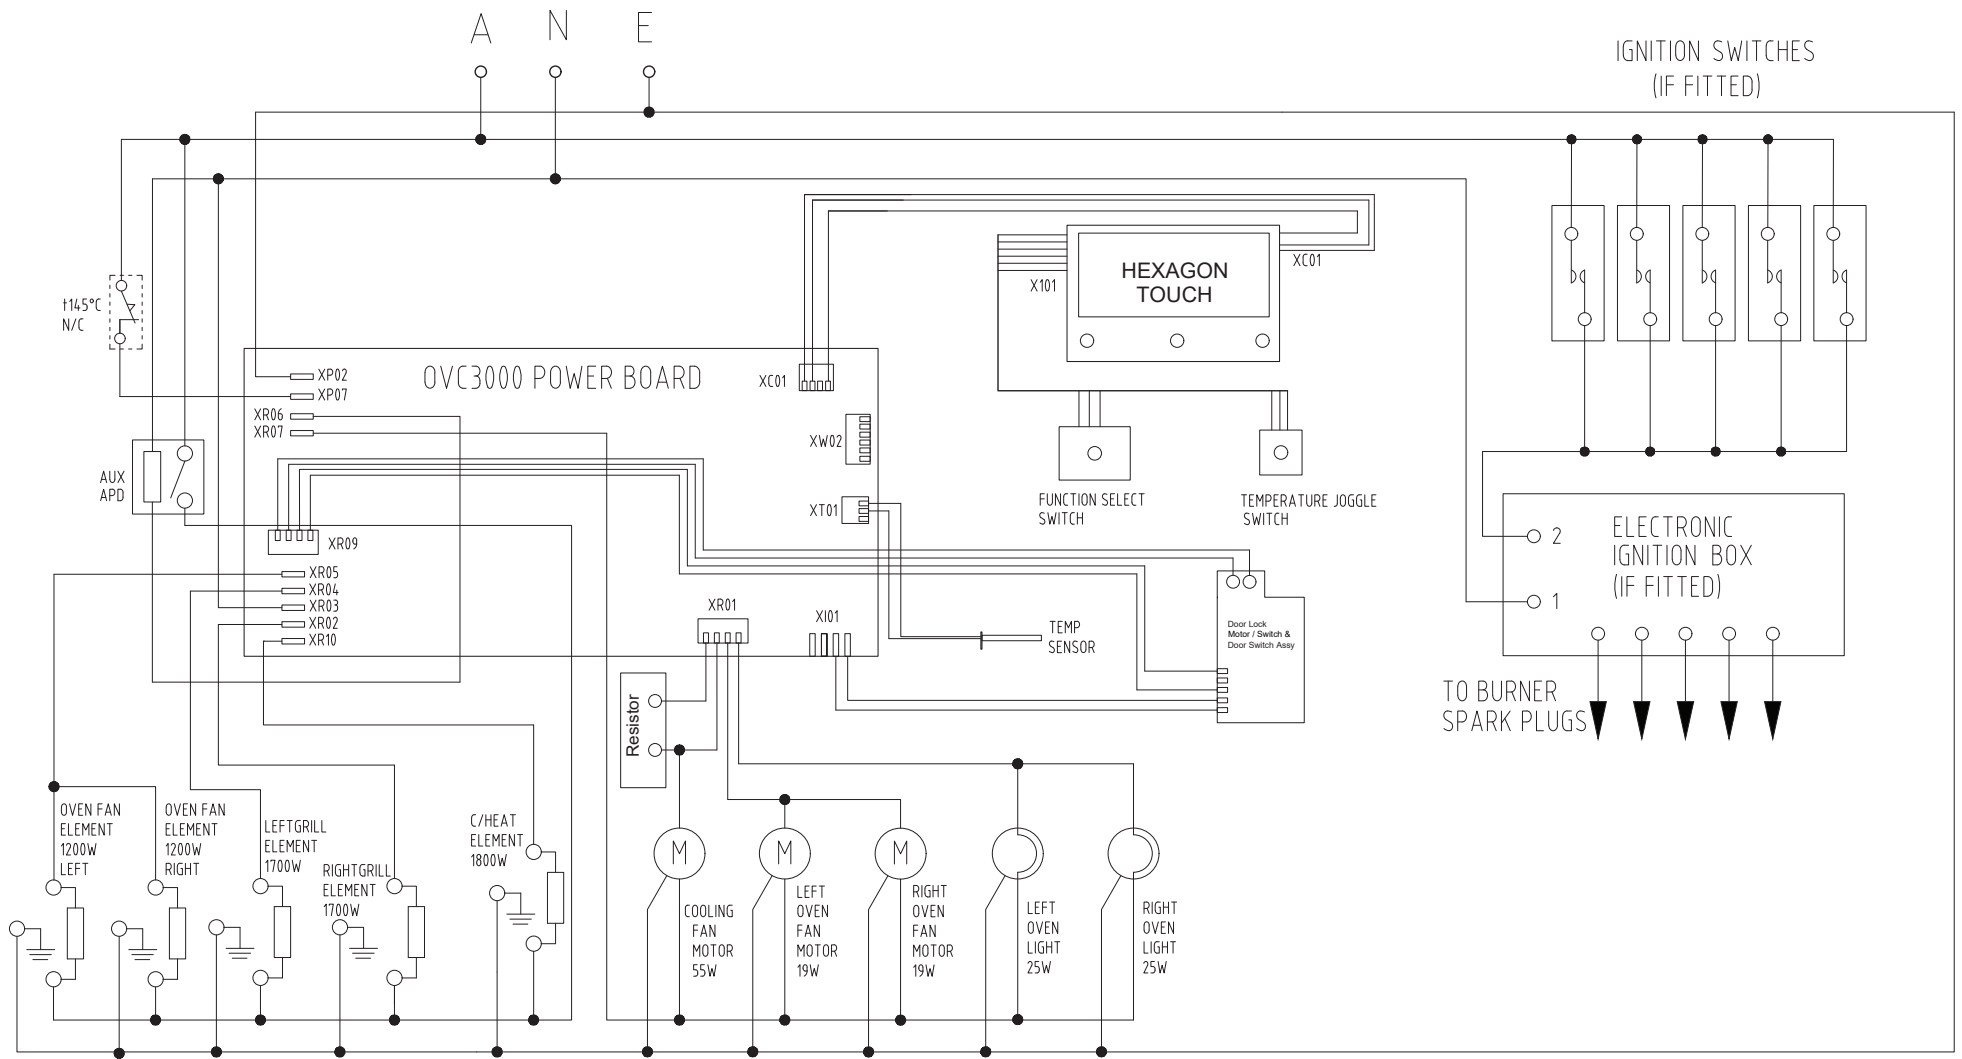 A
N
E
IGNITION SWITCHES
(IF FITTED)
t145°C
N/C
HEXAGON
TOUCH
X101
XC01
OVC3000 POWER BOARD
XP02
XP07
XR06
XR07
XC01
XW02
XT01
AUX
APD
FUNCTION SELECT
SWITCH
TEMPERATURE JOGGLE
SWITCH
XR09
XR05
XR04
XR03
XR02
XR10
XR01
XI01
TEMP
SENSOR
Door Lock
Motor / Switch &
Door Switch Assy
ELECTRONIC
IGNITION BOX
(IF FITTED)
2
1
TO BURNER
SPARK PLUGS
Resistor
OVEN FAN
ELEMENT
1200W
LEFT
OVEN FAN
ELEMENT
1200W
RIGHT
LEFTGRILL
ELEMENT
1700W
RIGHTGRILL
ELEMENT
1700W
C/HEAT
ELEMENT
1800W
M
M
M
COOLING
FAN
MOTOR
55W
LEFT
OVEN
FAN
MOTOR
19W
RIGHT
OVEN
FAN
MOTOR
19W
LEFT
OVEN
LIGHT
25W
RIGHT
OVEN
LIGHT
25W